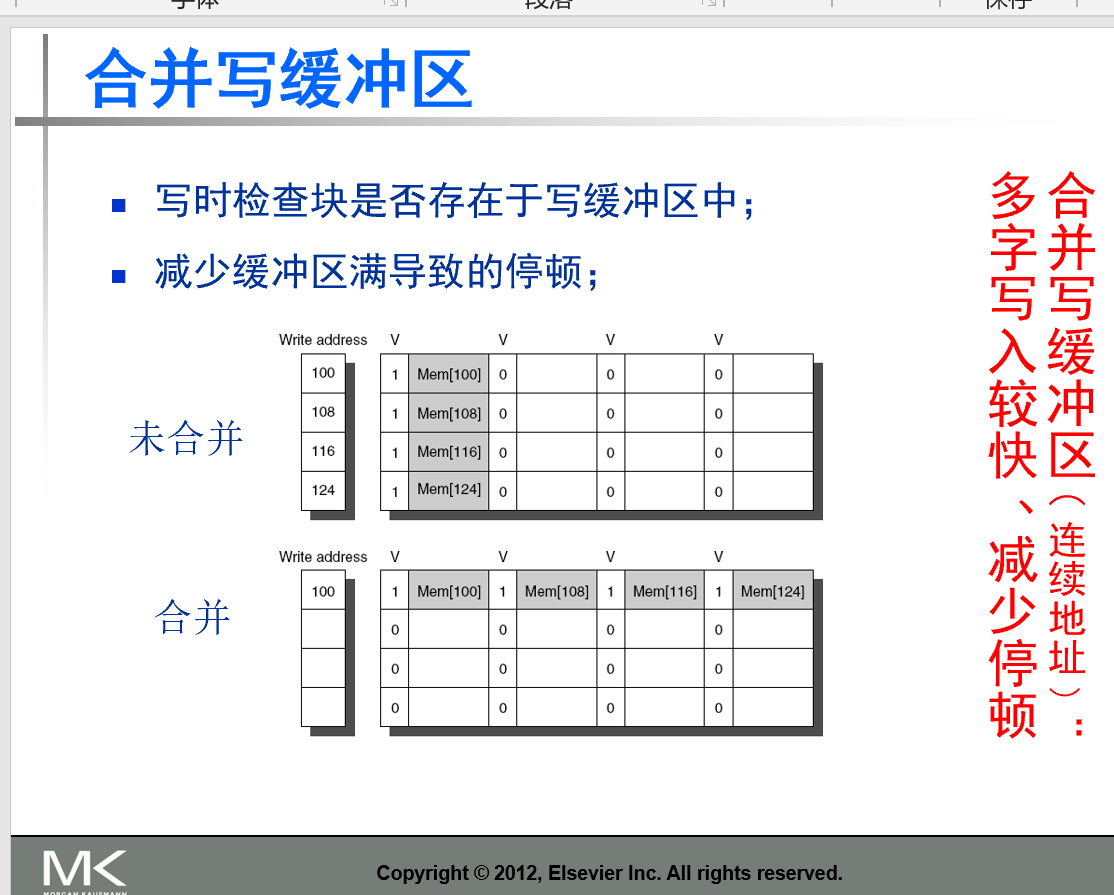 字体
段落
保存
合并写缓冲区
写时检查块是否存在于写缓冲区中；
减少缓冲区满导致的停顿；
合并写缓冲区（连续地址）：
多字写入较快、减少停顿
Write address V V V V
100 1 Mem[100] 0 0 0
108 1 Mem[108] 0 0 0
未合并
116 1 Mem[116] 0 0 0
124 1 Mem[124] 0 0 0
Write address V V V V
100 1 Mem[100] 1 Mem[108] 1 Mem[116] 1 Mem[124]
合并
0 0 0 0
0 0 0 0
0 0 0 0
MK
MORGAN KAUFMANN
Copyright © 2012, Elsevier Inc. All rights reserved.